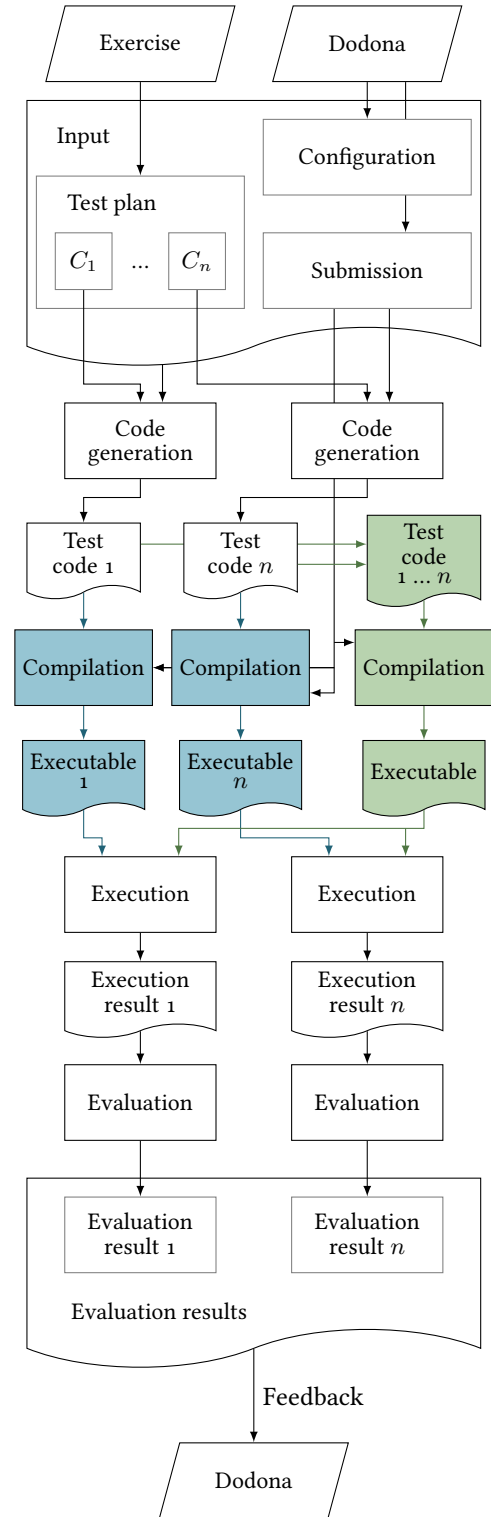 Exercise
Dodona
Input
Configuration
Test plan
C₁ ... Cₙ
Submission
Code
generation
Code
generation
Test
code 1
Test
code n
Test
code
1 ... n
Compilation
Compilation
Compilation
Executable
1
Executable
n
Executable
Execution
Execution
Execution
result 1
Execution
result n
Evaluation
Evaluation
Evaluation
result 1
Evaluation
result n
Evaluation results
Feedback
Dodona